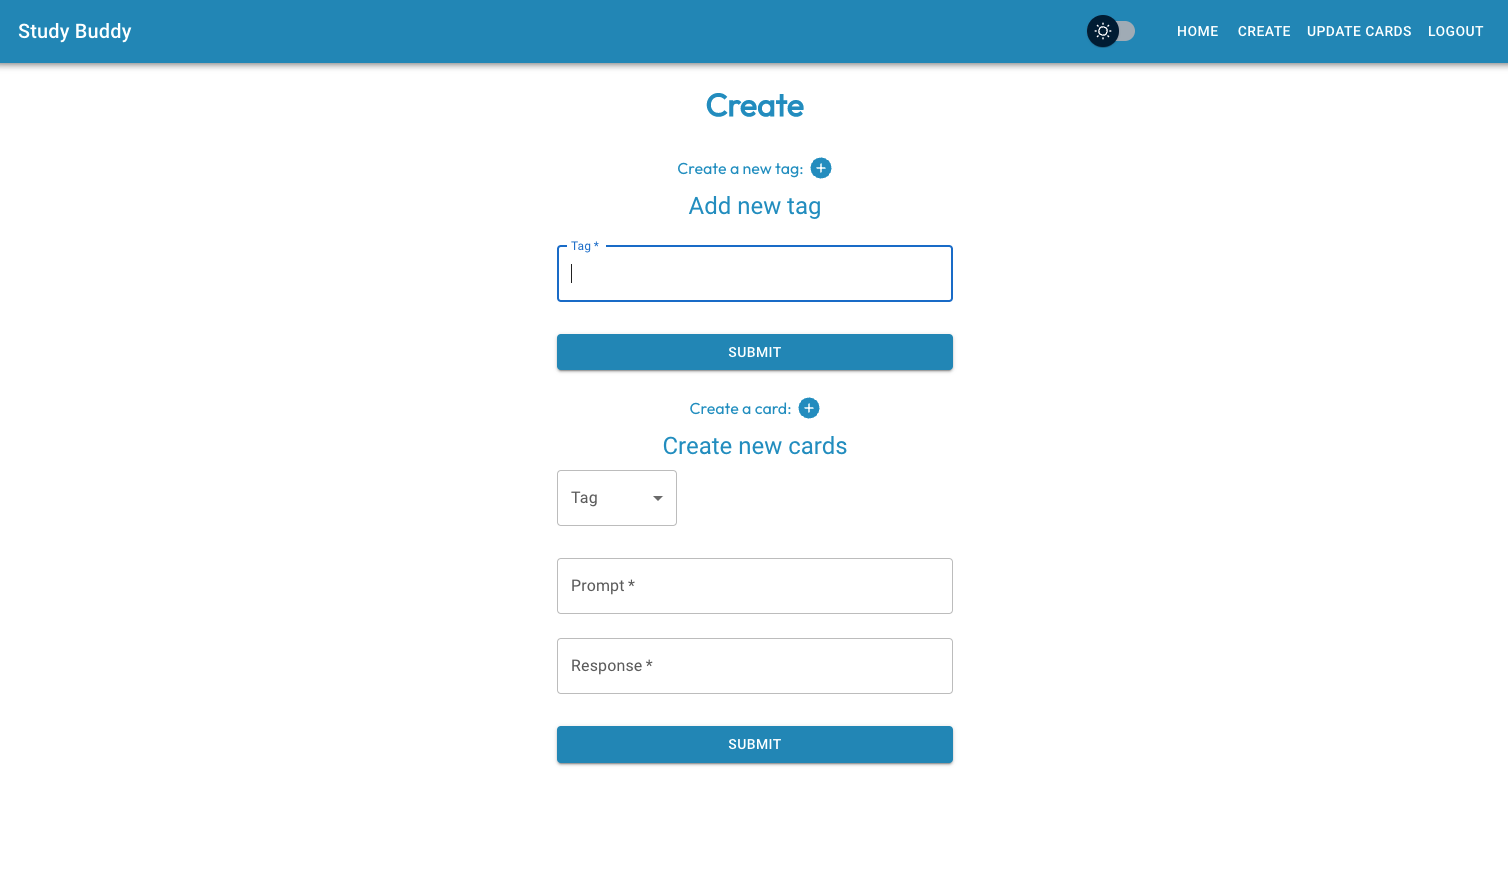 Study Buddy
HOME CREATE UPDATE CARDS LOGOUT
Create
Create a new tag:
Add new tag
Tag *
SUBMIT
Create a card:
Create new cards
Tag
Prompt *
Response *
SUBMIT